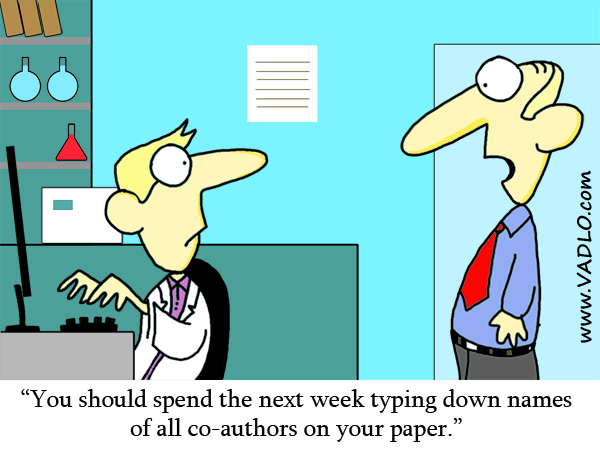 www.VADLO.com
“You should spend the next week typing down names
of all co-authors on your paper.”